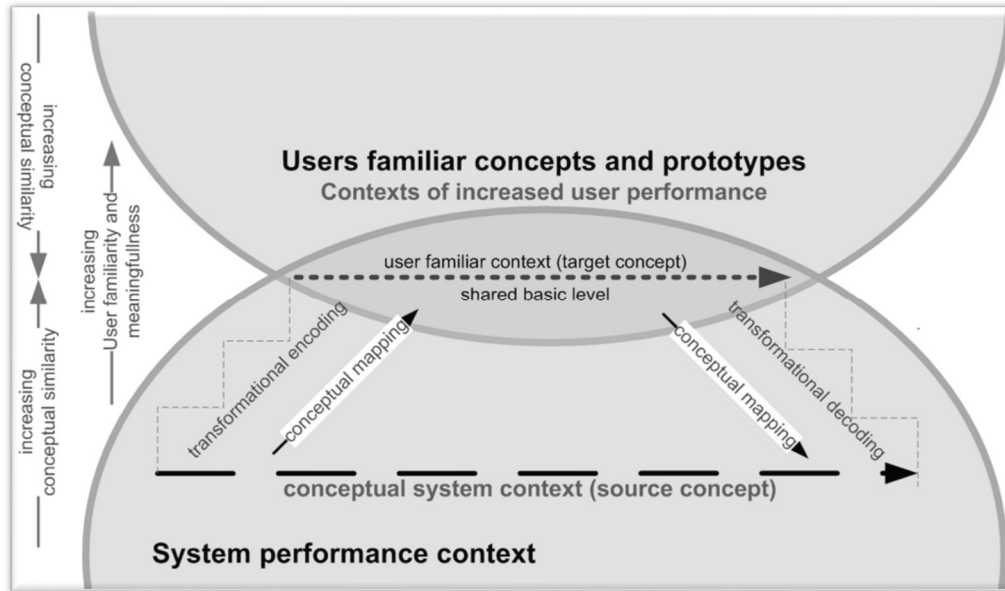 increasing
conceptual similarity
increasing
User familiarity and
meaningfullness
conceptual similarity
increasing
Users familiar concepts and prototypes
Contexts of increased user performance
user familiar context (target concept)
shared basic level
transformational encoding
conceptual mapping
conceptual mapping
transformational decoding
conceptual system context (source concept)
System performance context